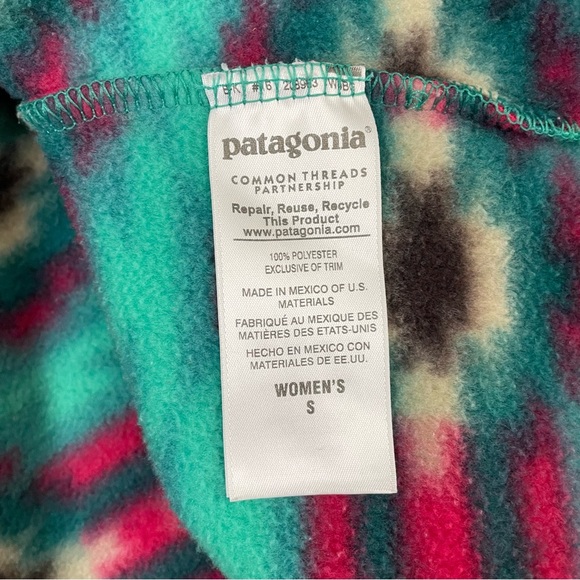 patagonia®
COMMON THREADS
PARTNERSHIP
Repair, Reuse, Recycle
This Product
www.patagonia.com
100% POLYESTER
EXCLUSIVE OF TRIM
MADE IN MEXICO OF U.S.
MATERIALS
FABRIQUÉ AU MEXIQUE DES
MATIÈRES DES ETATS-UNIS
HECHO EN MEXICO CON
MATERIALES DE EE.UU.
WOMEN'S
S